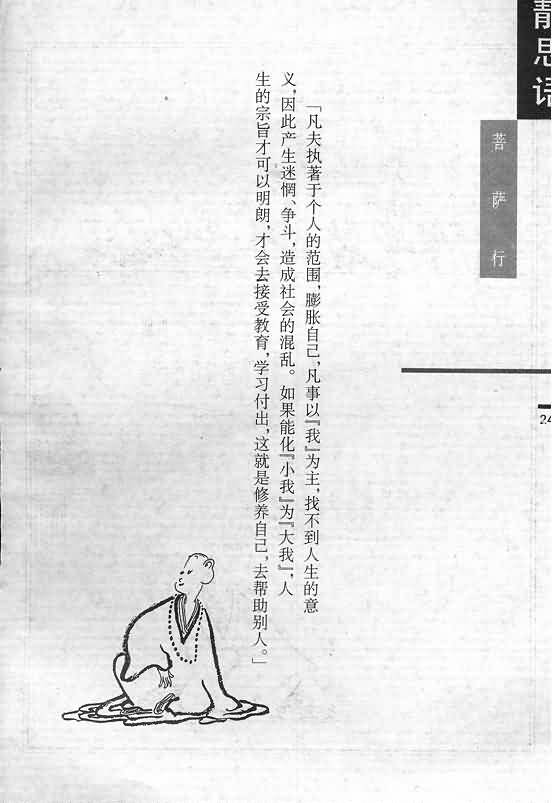 静思语
菩萨行
「凡夫执著于个人的范围，膨胀自己，凡事以『我』为主，找不到人生的意
义，因此产生迷惘、争斗，造成社会的混乱。如果能化『小我』为『大我』，人
生的宗旨才可以明朗，才会去接受教育，学习付出，这就是修养自己，去帮助别人。」
24